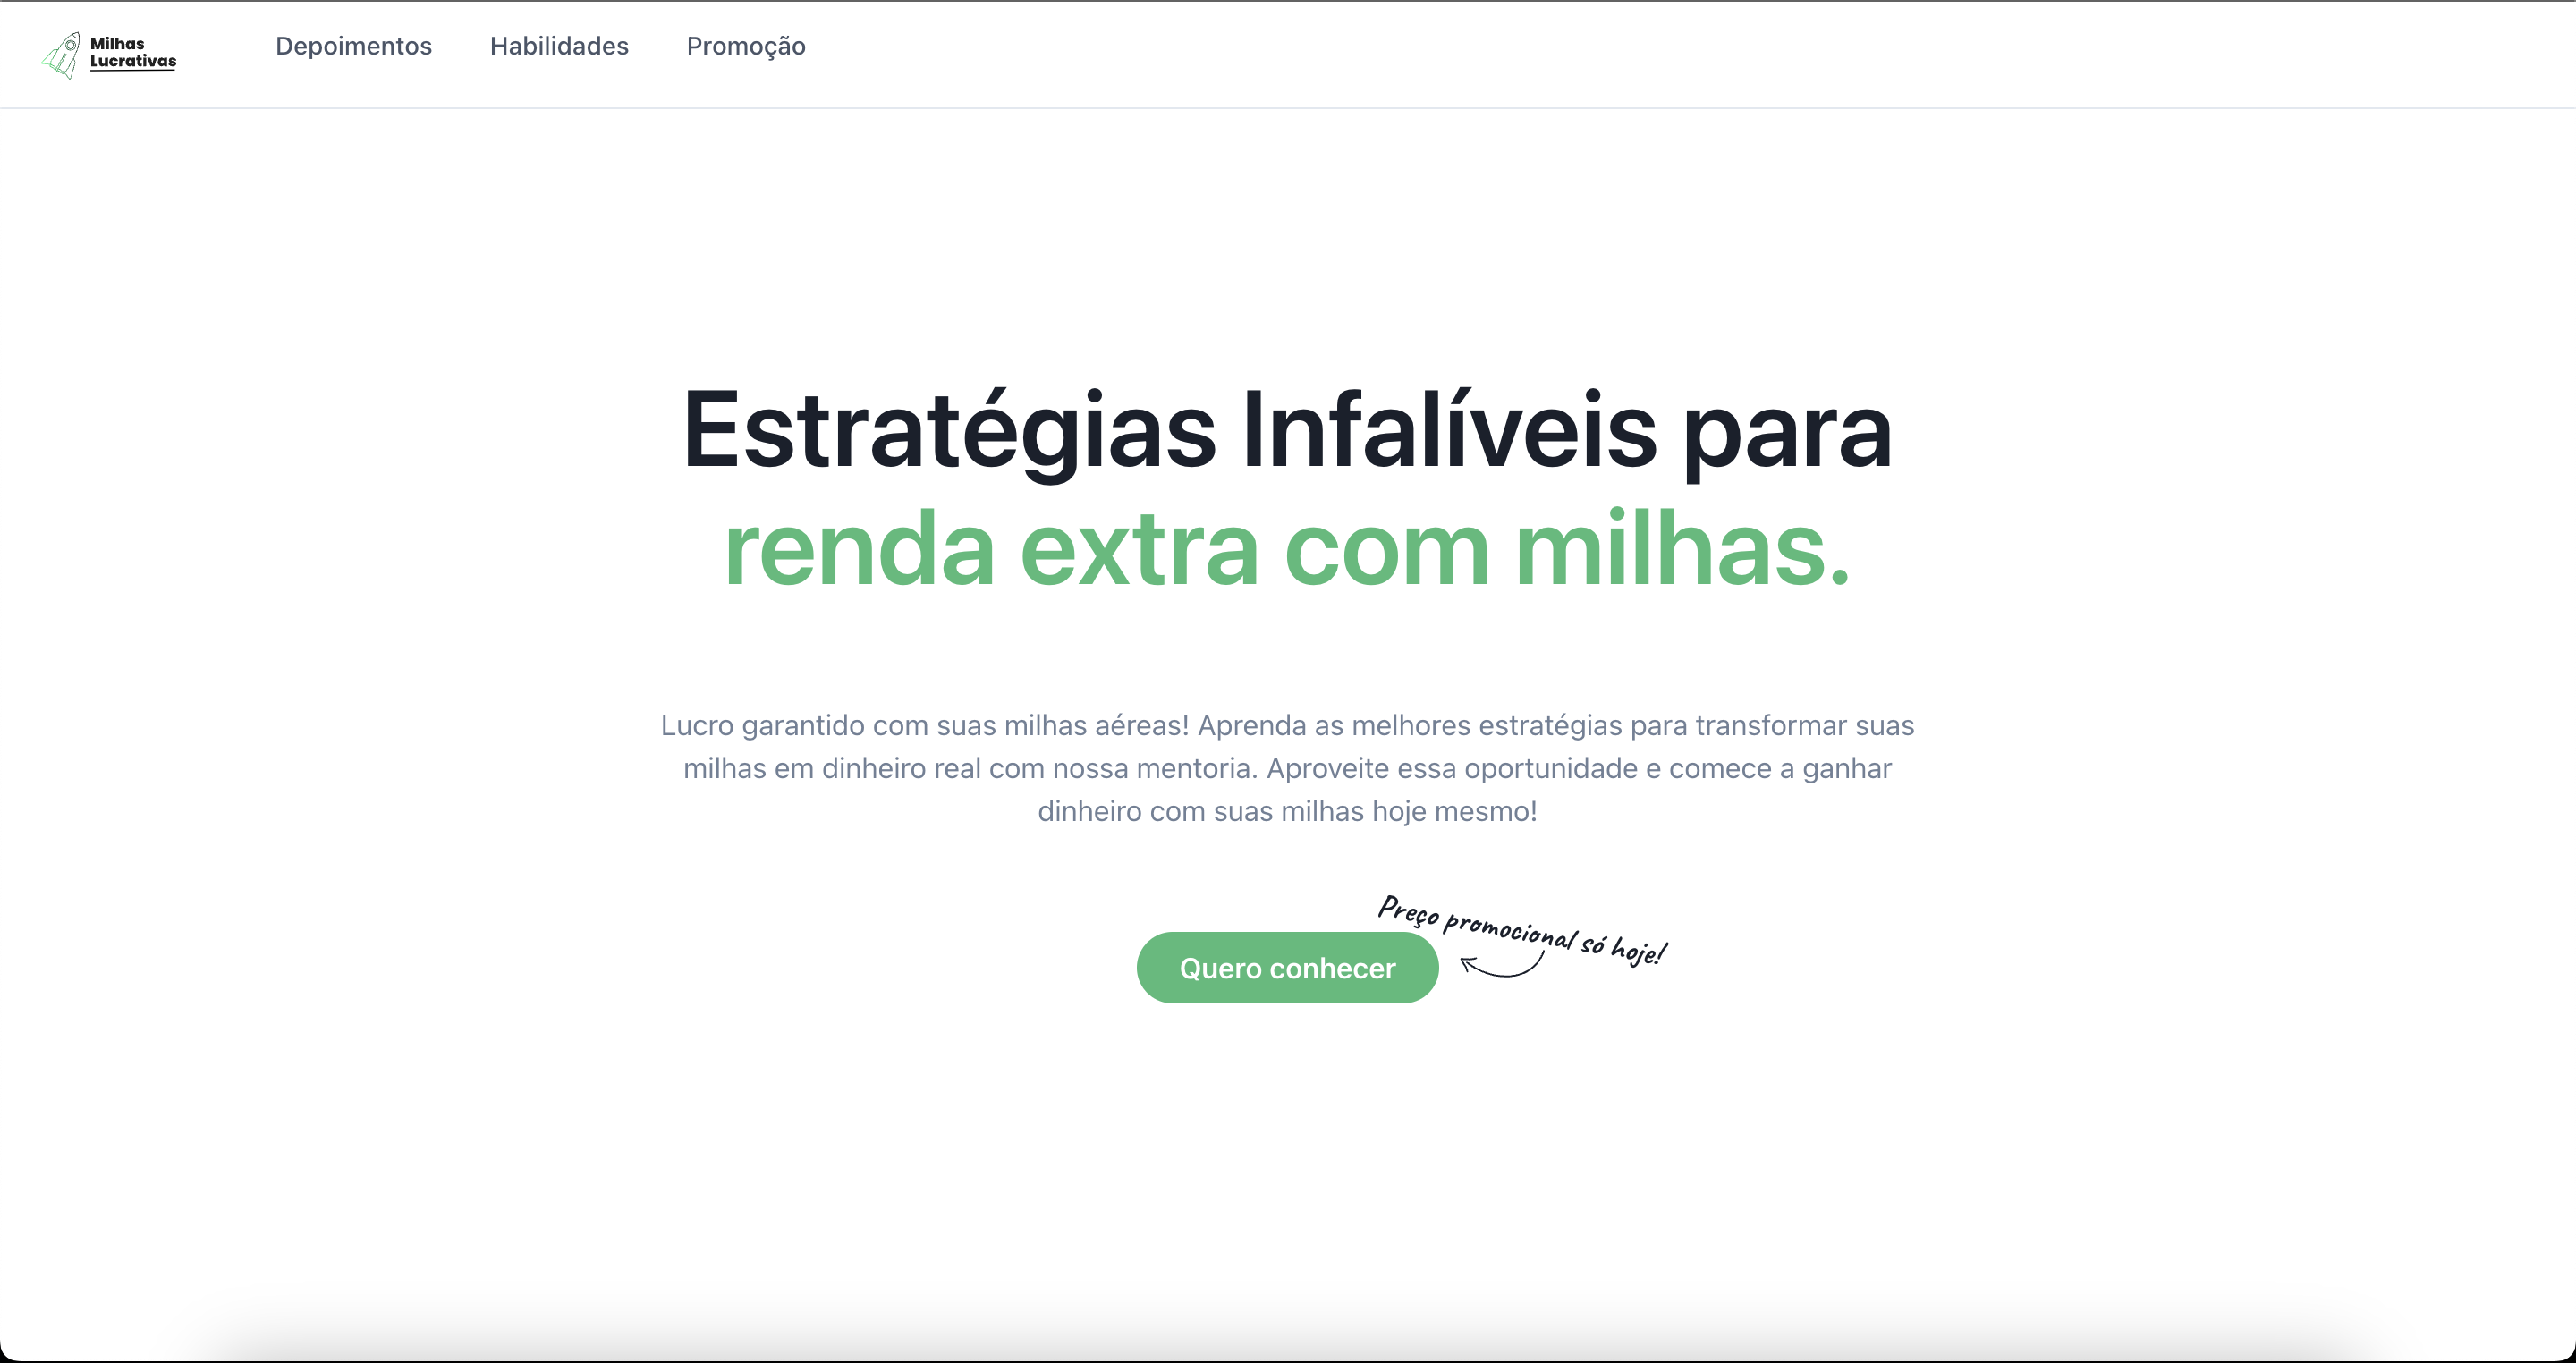 Milhas
Lucrativas
Depoimentos Habilidades Promoção
Estratégias Infalíveis para
renda extra com milhas.
Lucro garantido com suas milhas aéreas! Aprenda as melhores estratégias para transformar suas
milhas em dinheiro real com nossa mentoria. Aproveite essa oportunidade e comece a ganhar
dinheiro com suas milhas hoje mesmo!
Preço promocional só hoje!
Quero conhecer